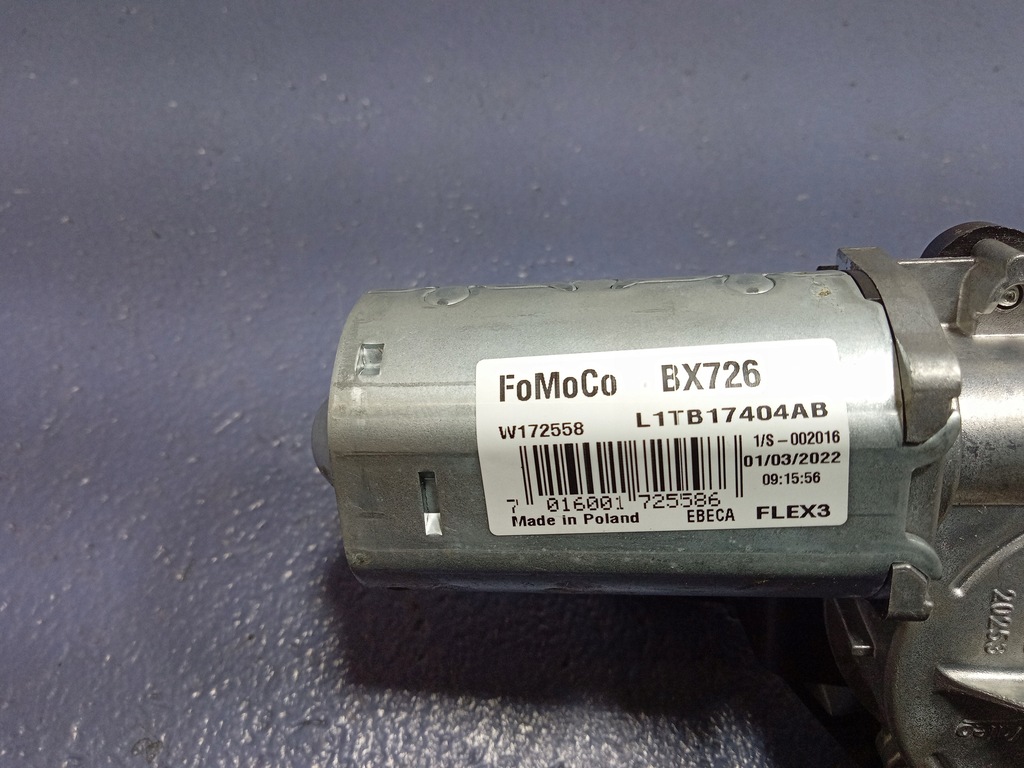 FoMoCo BX726
W172558 L1TB17404AB
1/S-002016
01/03/2022
09:15:56
7 016001 725586
Made in Poland EBECA FLEX3
20253